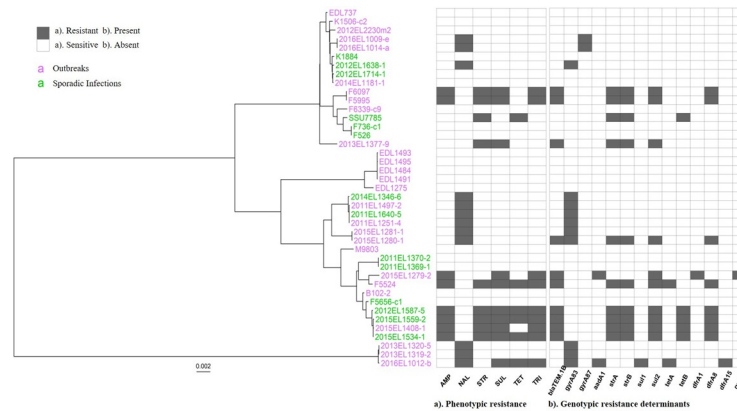 a). Resistant b). Present
a). Sensitive b). Absent
a Outbreaks
a Sporadic Infections
EDL737
K1506-c2
2012EL2230m2
2016EL1009-e
2016EL1014-a
K1884
2012EL1638-1
2012EL1714-1
2014EL1181-1
F6097
F5995
F6339-c9
SSU7785
F736-c1
F526
2013EL1377-9
EDL1493
EDL1495
EDL1484
EDL1491
EDL1275
2014EL1346-6
2011EL1497-2
2011EL1640-5
2011EL1251-4
2015EL1281-1
2015EL1280-1
M9803
2011EL1370-2
2011EL1369-1
2015EL1279-2
F5524
B102-2
F5656-c1
2012EL1587-5
2015EL1559-2
2015EL1408-1
2015EL1534-1
2013EL1320-5
2013EL1319-2
2016EL1012-b
0.002
AMP NAL STR SUL TET TRI blaTEM.1B gyrA83 gyrA87 aadA1 strA strB sul1 sul2 tetA tetB dfrA1 dfrA8 dfrA15
a). Phenotypic resistance b). Genotypic resistance determinants